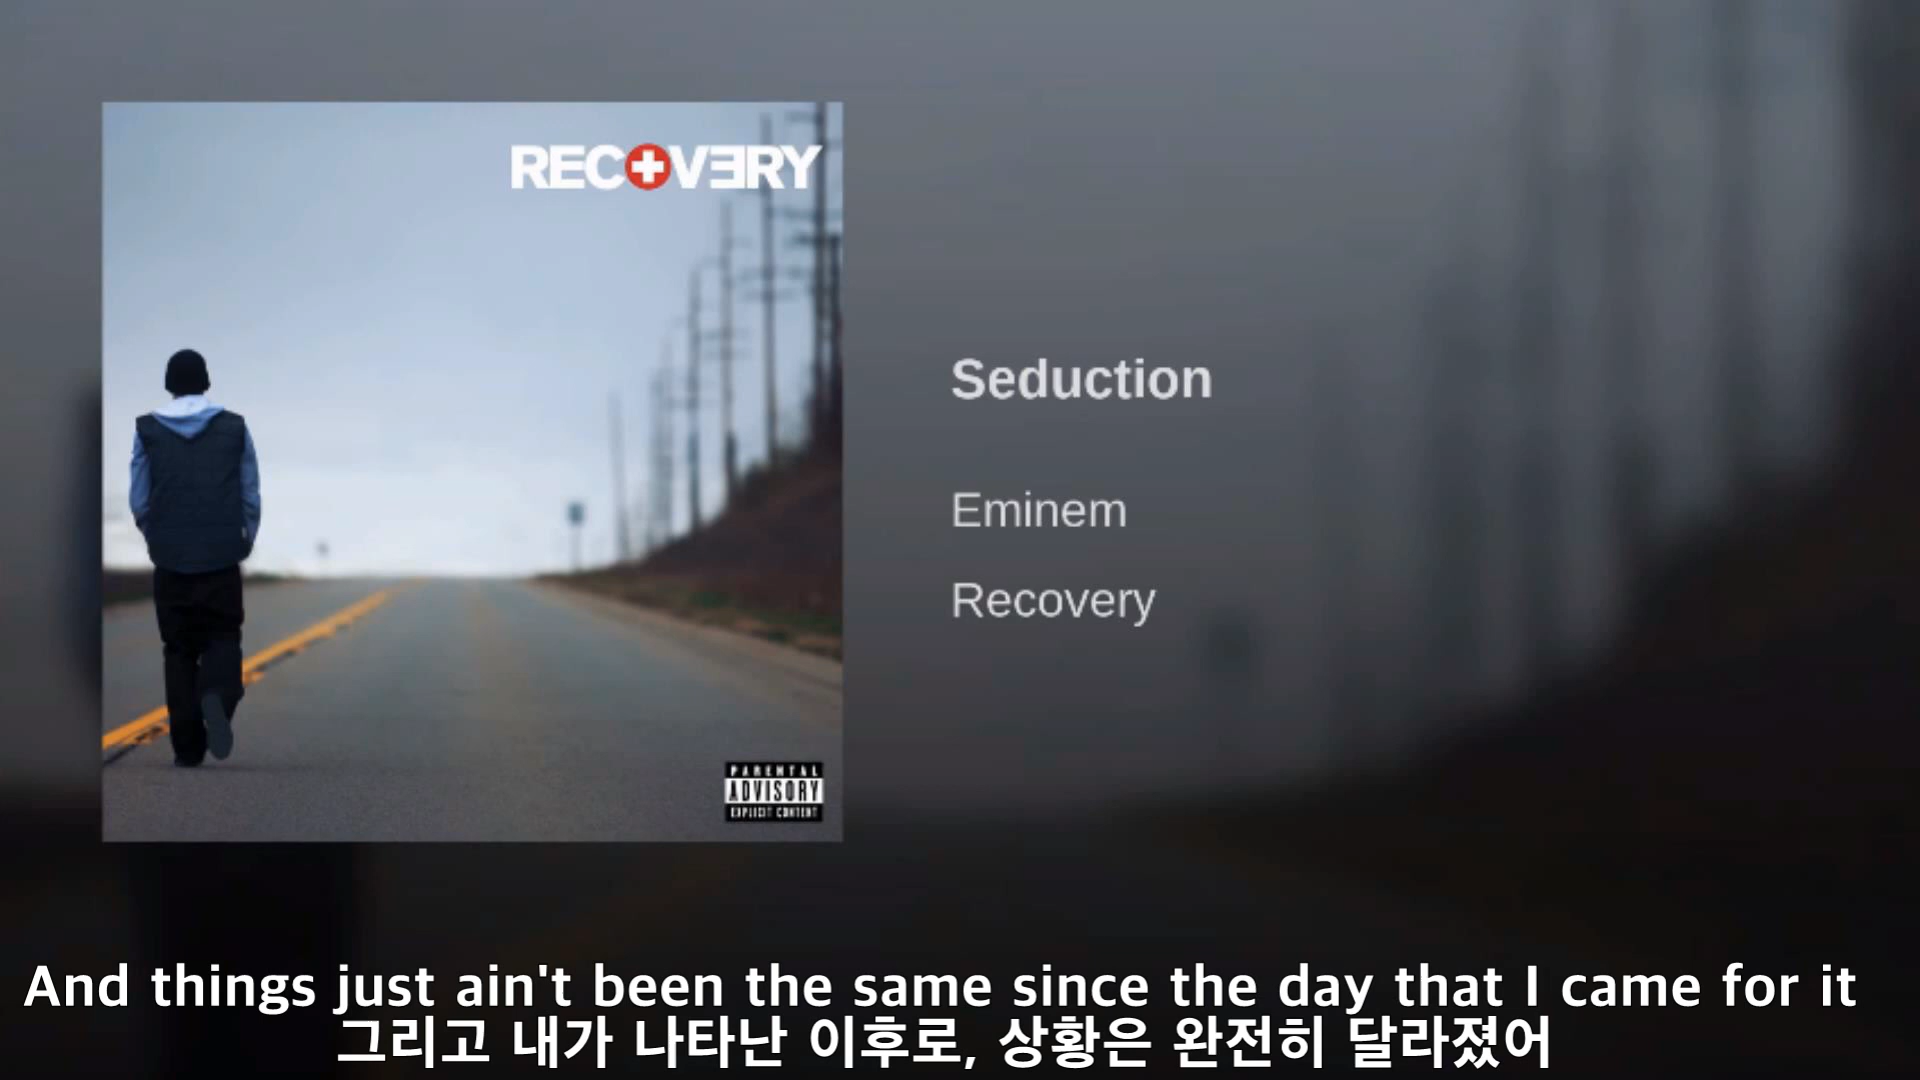 RECOVERY
Seduction
Eminem
Recovery
PARENTAL
ADVISORY
EXPLICIT CONTENT
And things just ain't been the same since the day that I came for it
그리고 내가 나타난 이후로, 상황은 완전히 달라졌어